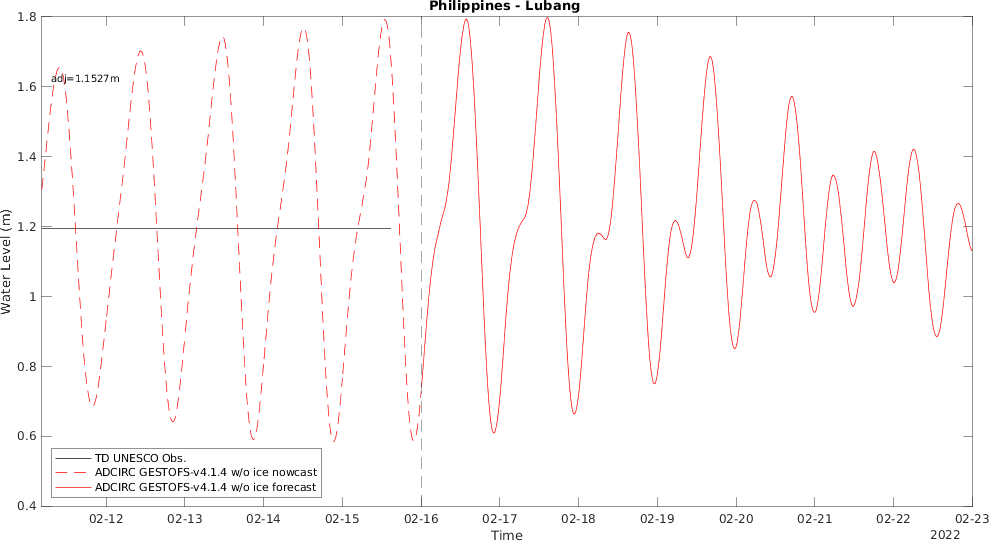 Philippines - Lubang
adj=1.1527m
1.8
1.6
1.4
1.2
1
0.8
0.6
0.4
Water Level (m)
TD UNESCO Obs.
ADCIRC GESTOFS-v4.1.4 w/o ice nowcast
ADCIRC GESTOFS-v4.1.4 w/o ice forecast
02-12 02-13 02-14 02-15 02-16 02-17 02-18 02-19 02-20 02-21 02-22 02-23
Time
2022